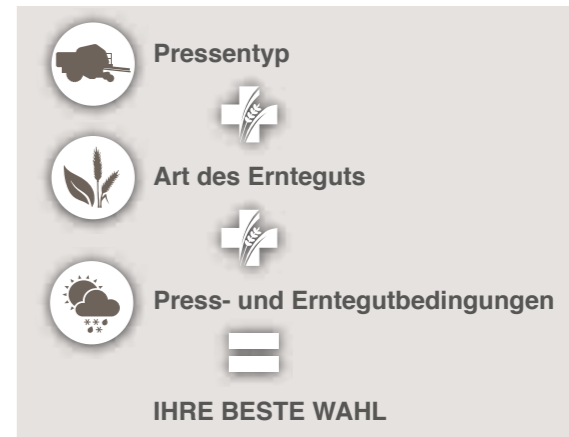 Pressentyp
Art des Ernteguts
Press- und Erntegutbedingungen
IHRE BESTE WAHL